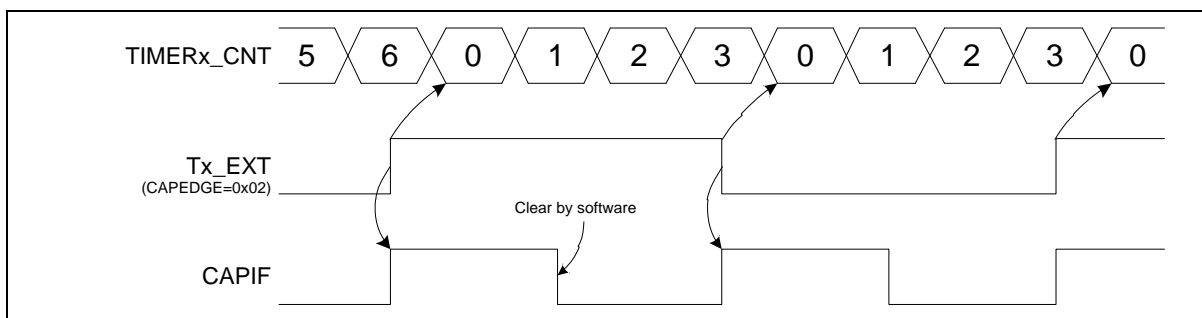 TIMERx_CNT 5 6 0 1 2 3 0 1 2 3 0
Tx_EXT
(CAPEDGE=0x02)
Clear by software
CAPIF